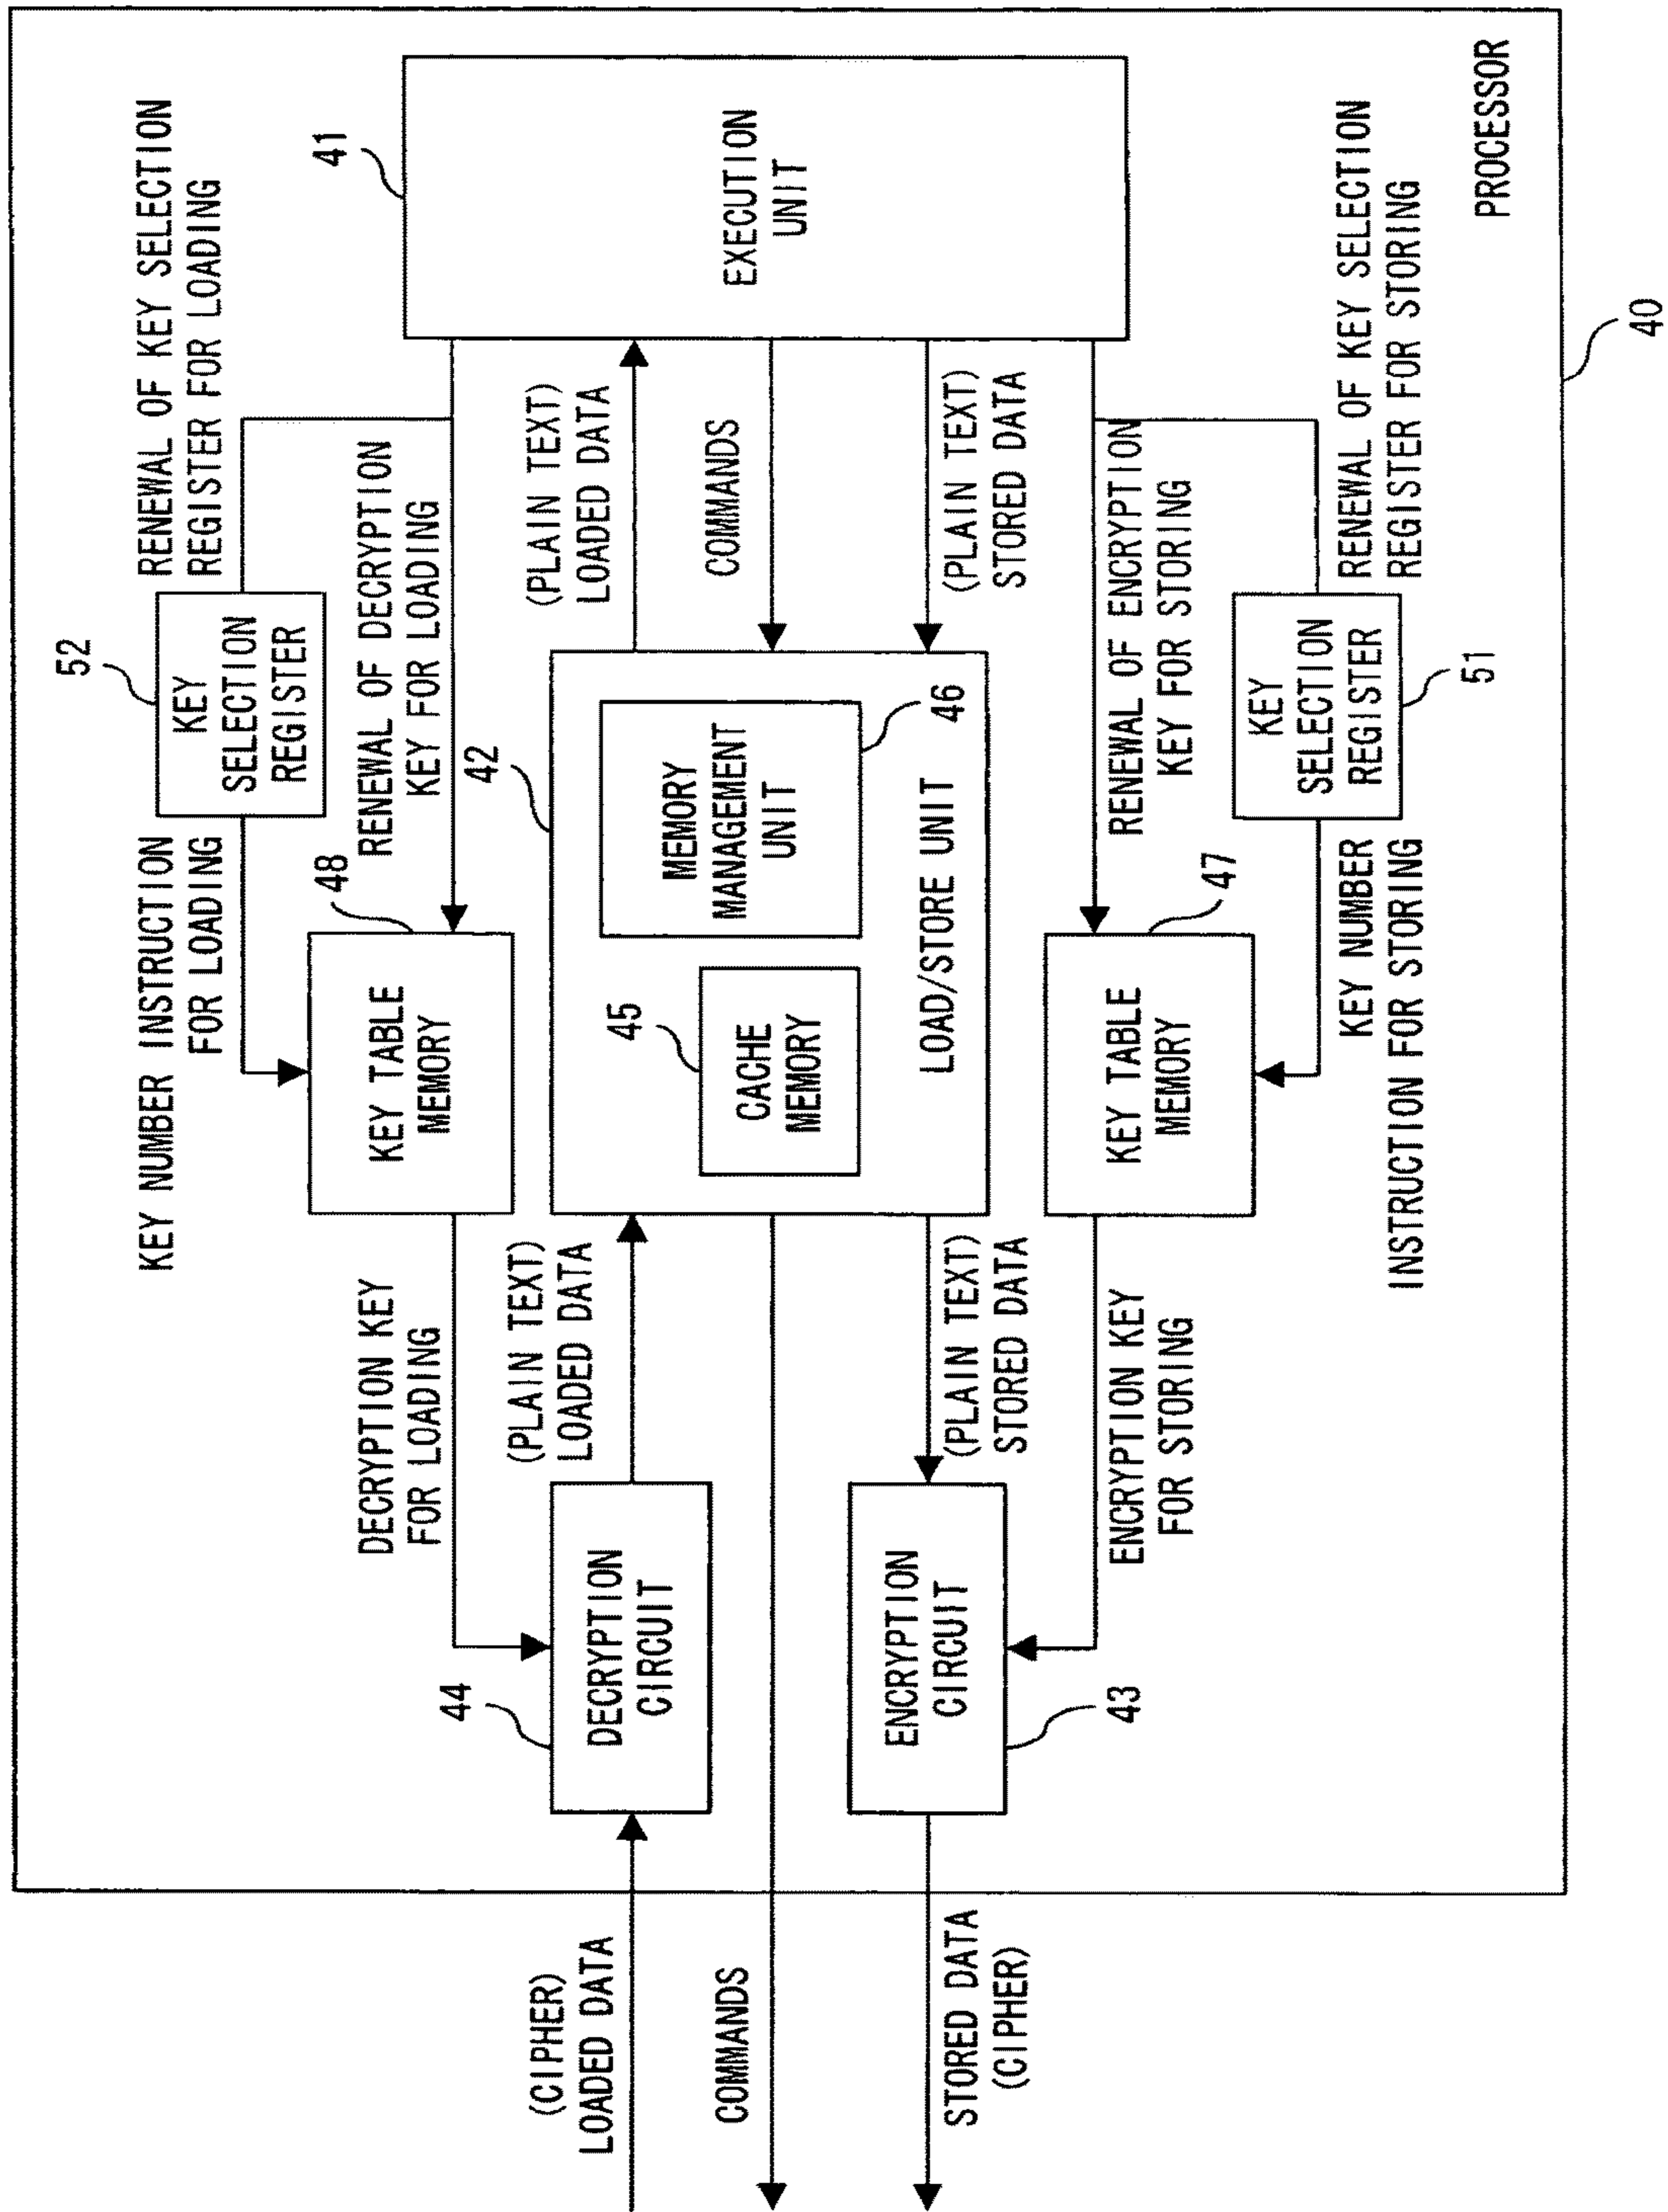 RENEWAL OF KEY SELECTION
REGISTER FOR LOADING
52
KEY
SELECTION
REGISTER
KEY NUMBER INSTRUCTION
FOR LOADING
41
EXECUTION
UNIT
RENEWAL OF DECRYPTION
KEY FOR LOADING
48
KEY TABLE
MEMORY
DECRYPTION KEY
FOR LOADING
(PLAIN TEXT)
LOADED DATA
COMMANDS
(PLAIN TEXT)
STORED DATA
42
MEMORY
MANAGEMENT
UNIT
46
45
CACHE
MEMORY
LOAD/STORE UNIT
(PLAIN TEXT)
LOADED DATA
(PLAIN TEXT)
STORED DATA
44
DECRYPTION
CIRCUIT
ENCRYPTION
CIRCUIT
43
(CIPHER)
LOADED DATA
COMMANDS
STORED DATA
(CIPHER)
RENEWAL OF ENCRYPTION
KEY FOR STORING
47
KEY TABLE
MEMORY
ENCRYPTION KEY
FOR STORING
RENEWAL OF KEY SELECTION
REGISTER FOR STORING
KEY
SELECTION
REGISTER
51
KEY NUMBER
INSTRUCTION FOR STORING
PROCESSOR
40